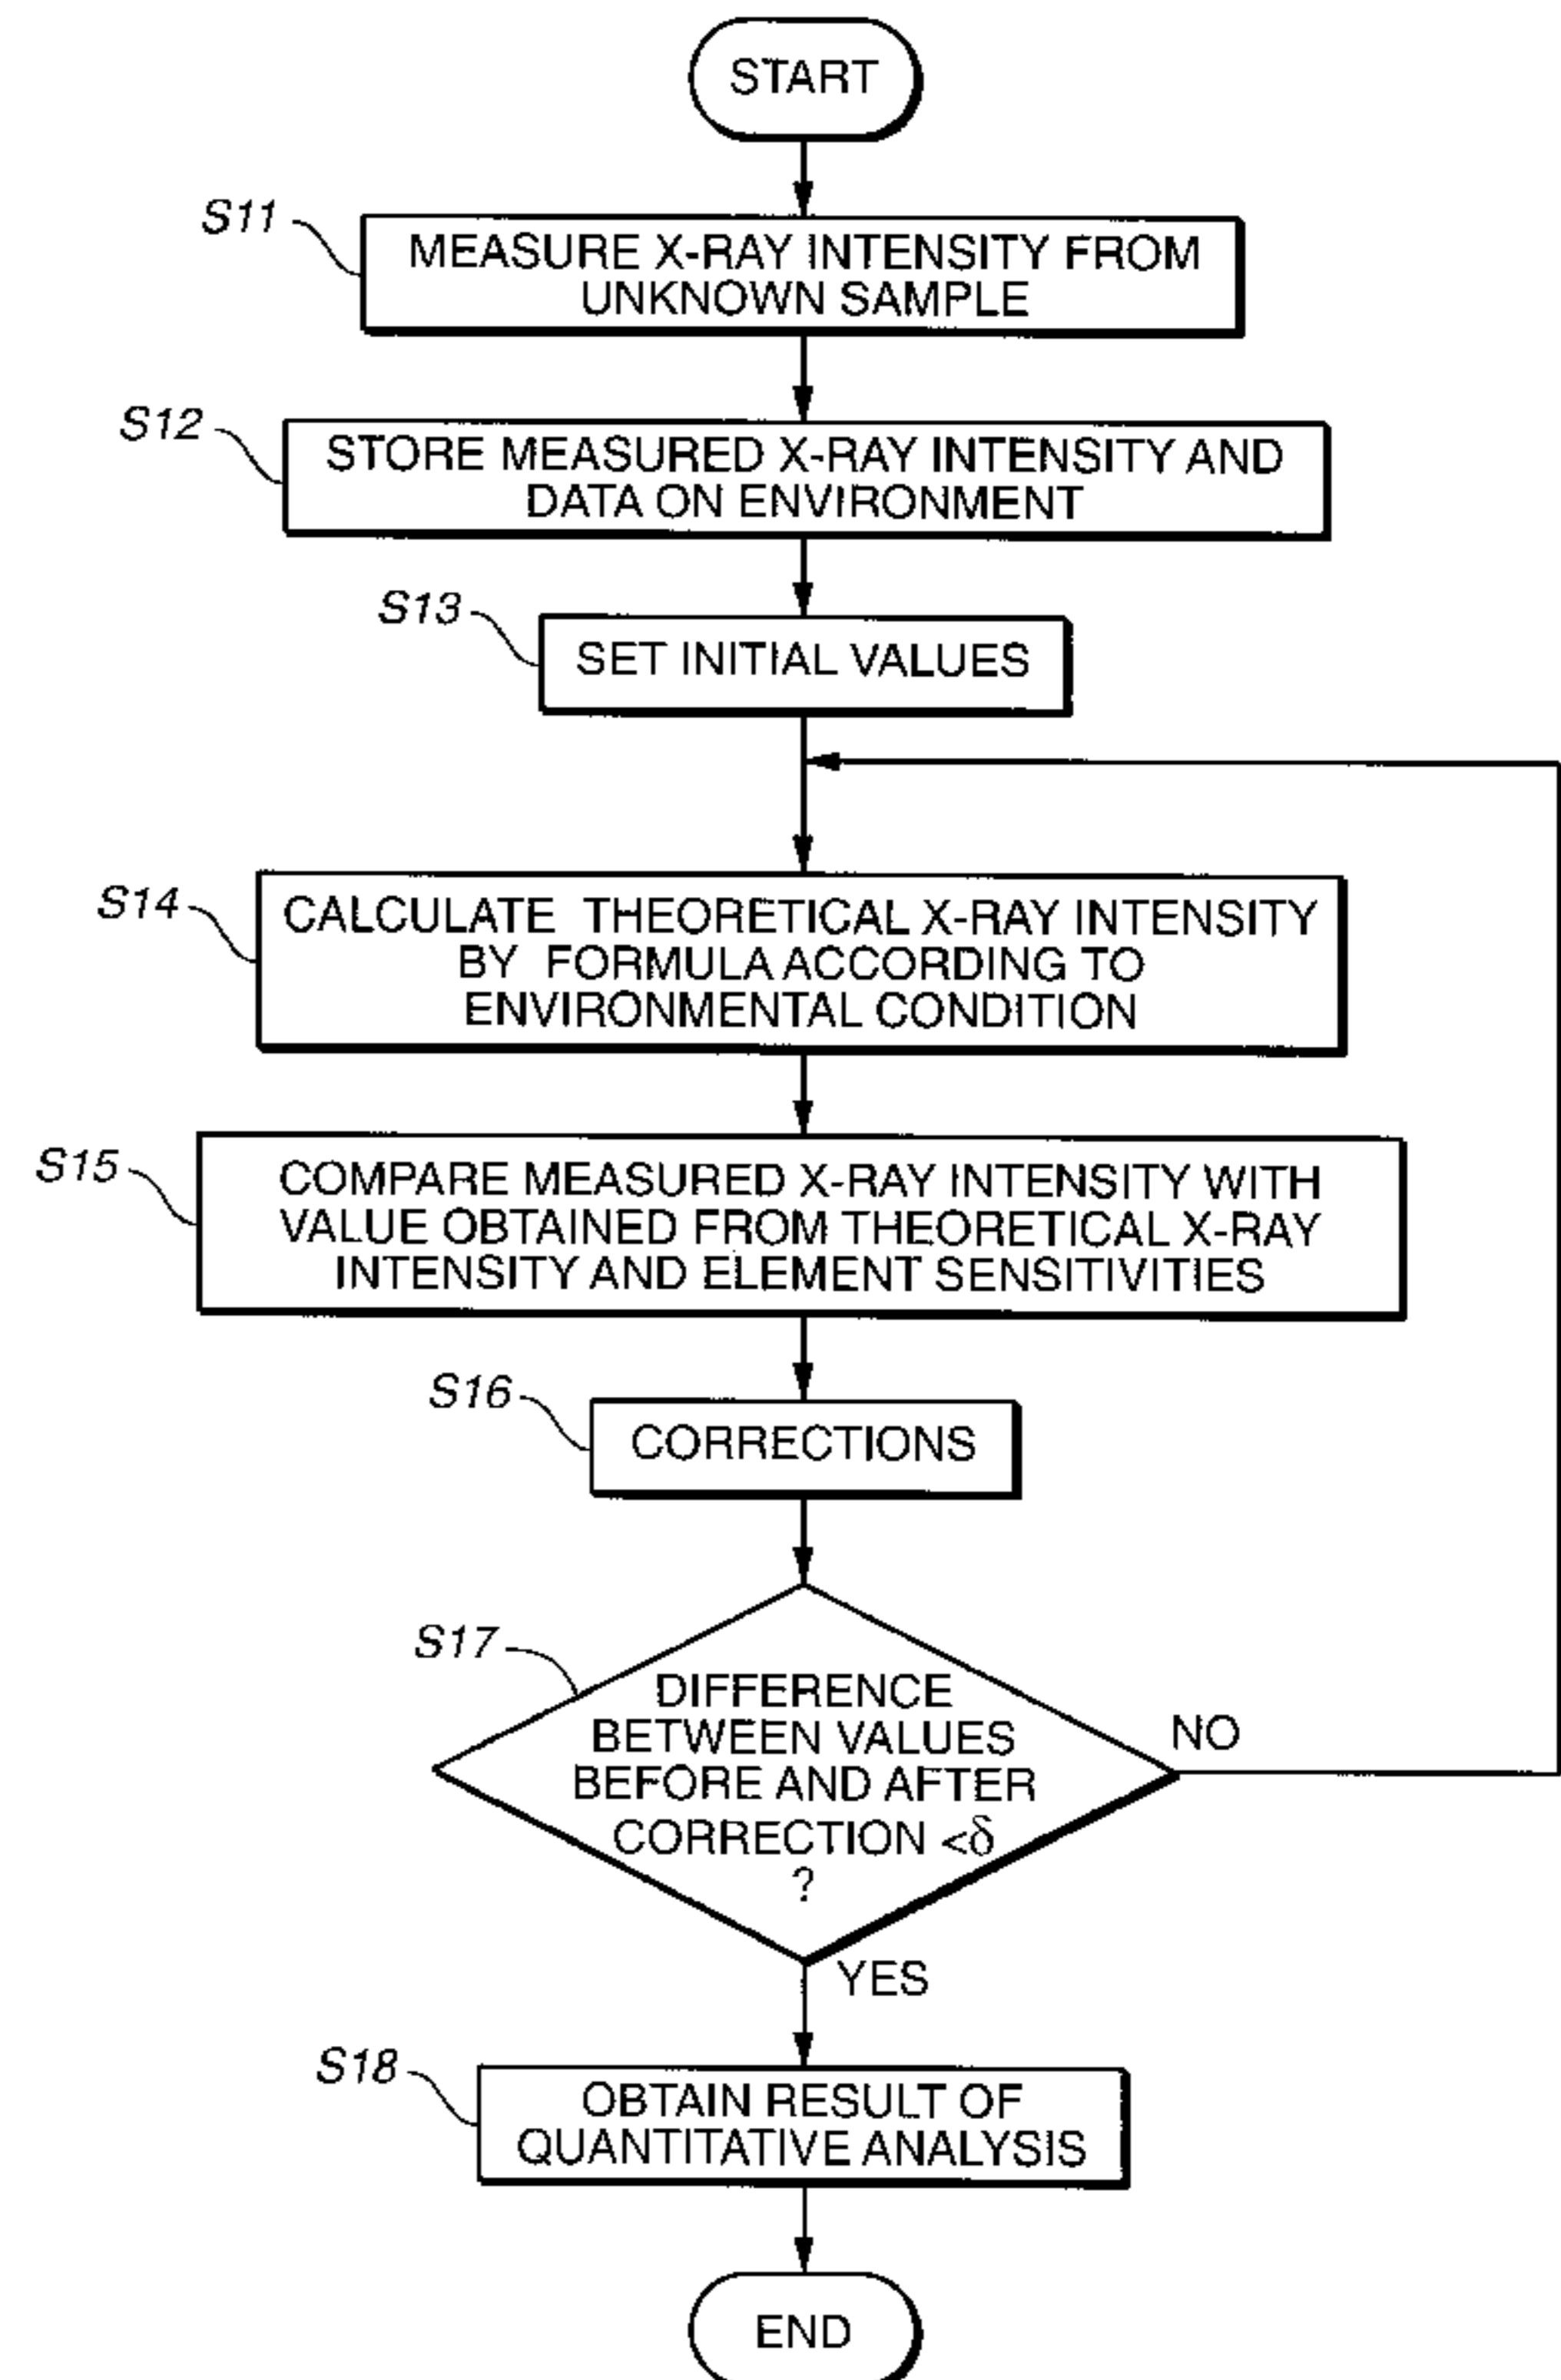 START
S11
MEASURE X-RAY INTENSITY FROM
UNKNOWN SAMPLE
S12
STORE MEASURED X-RAY INTENSITY AND
DATA ON ENVIRONMENT
S13
SET INITIAL VALUES
S14
CALCULATE THEORETICAL X-RAY INTENSITY
BY FORMULA ACCORDING TO
ENVIRONMENTAL CONDITION
S15
COMPARE MEASURED X-RAY INTENSITY WITH
VALUE OBTAINED FROM THEORETICAL X-RAY
INTENSITY AND ELEMENT SENSITIVITIES
S16
CORRECTIONS
S17
DIFFERENCE
BETWEEN VALUES
BEFORE AND AFTER
CORRECTION <δ
?
NO
YES
S18
OBTAIN RESULT OF
QUANTITATIVE ANALYSIS
END